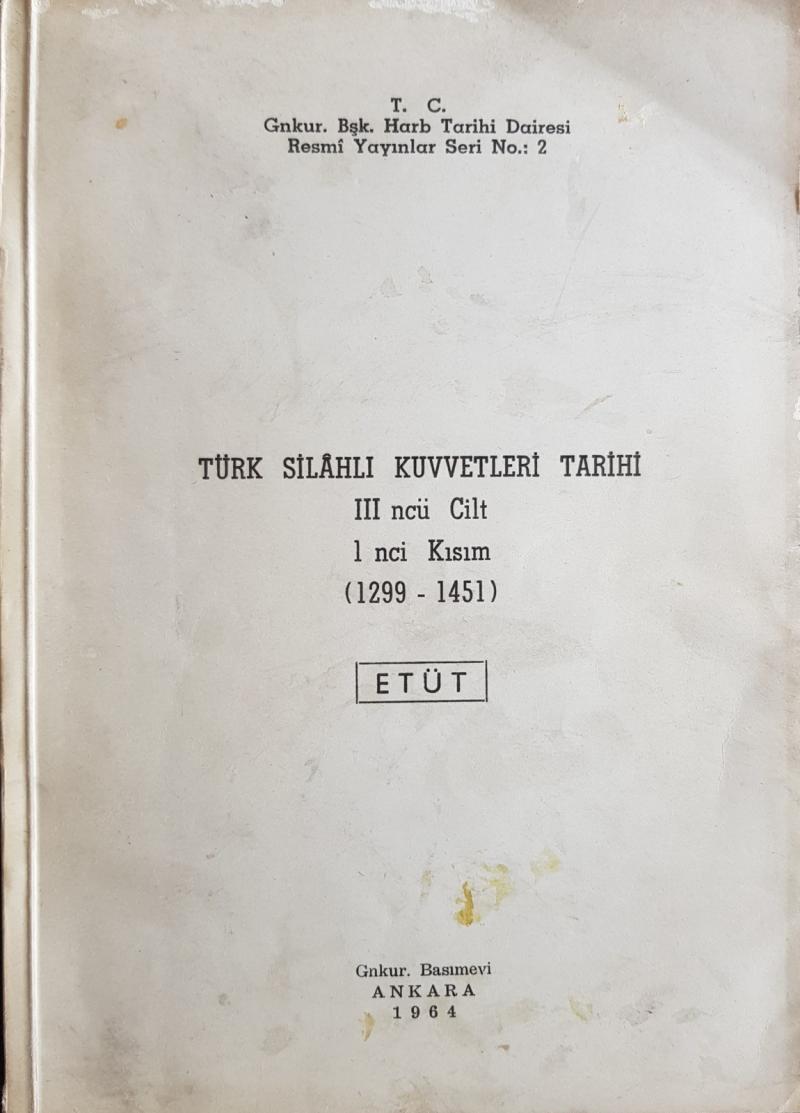 T. C.
Gnkur. Bşk. Harb Tarihi Dairesi
Resmî Yayınlar Seri No.: 2
TÜRK SİLÂHLI KUVVETLERİ TARİHİ
III ncü Cilt
1 nci Kısım
(1299 - 1451)
ETÜT
Gnkur. Basımevi
ANKARA
1964